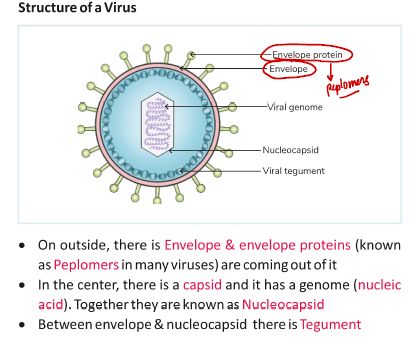 Structure of a Virus
Envelope protein
Envelope
Peplomers
Viral genome
Nucleocapsid
Viral tegument
• On outside, there is Envelope & envelope proteins (known
as Peplomers in many viruses) are coming out of it
• In the center, there is a capsid and it has a genome (nucleic
acid). Together they are known as Nucleocapsid
• Between envelope & nucleocapsid there is Tegument